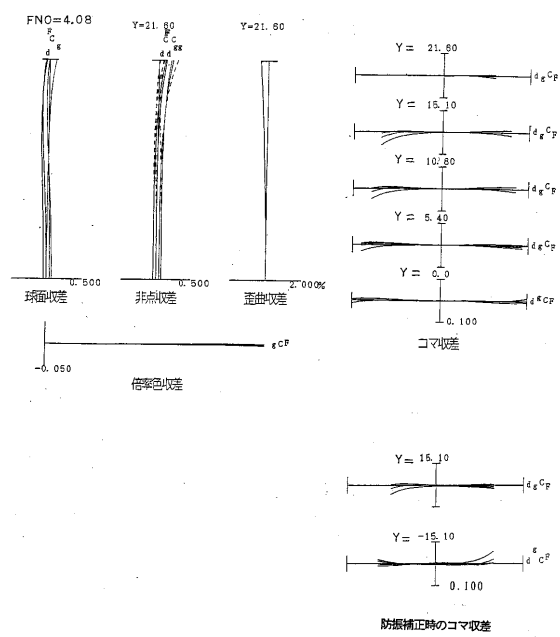 FNO=4.08
F
C
g
d
Y=21.60
F
C C
g g
d d
Y=21.60
0.500
球面収差
0.500
非点収差
2.000%
歪曲収差
g C F
-0.050
倍率色収差
Y= 21.60
d g C F
Y= 15.10
d g C F
Y= 10.80
d g C F
Y= 5.40
d g C F
Y= 0.0
d g C F
0.100
コマ収差
Y= 15.10
d g C F
Y= -15.10
g
d C F
0.100
防振補正時のコマ収差